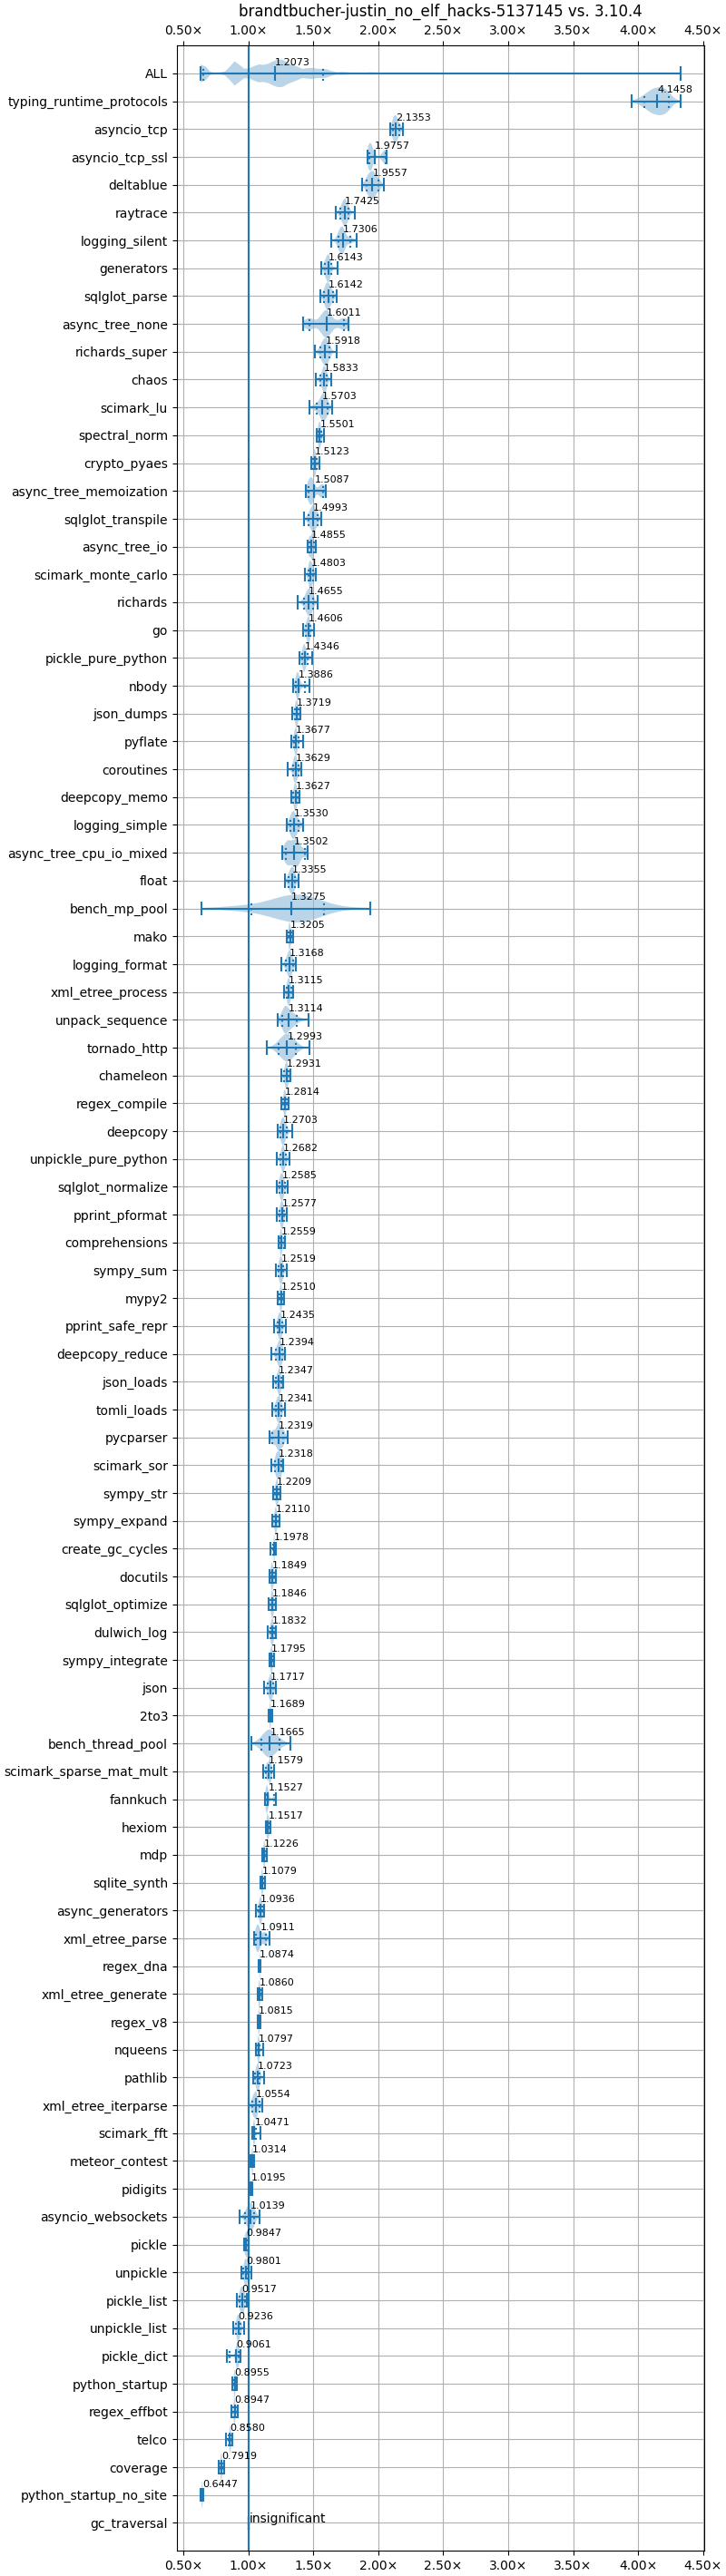 brandtbucher-justin_no_elf_hacks-5137145 vs. 3.10.4
0.50× 1.00× 1.50× 2.00× 2.50× 3.00× 3.50× 4.00× 4.50×
ALL 1.2073
typing_runtime_protocols 4.1458
asyncio_tcp 2.1353
asyncio_tcp_ssl 1.9757
deltablue 1.9557
raytrace 1.7425
logging_silent 1.7306
generators 1.6143
sqlglot_parse 1.6142
async_tree_none 1.6011
richards_super 1.5918
chaos 1.5833
scimark_lu 1.5703
spectral_norm 1.5501
crypto_pyaes 1.5123
async_tree_memoization 1.5087
sqlglot_transpile 1.4993
async_tree_io 1.4855
scimark_monte_carlo 1.4803
richards 1.4655
go 1.4606
pickle_pure_python 1.4346
nbody 1.3886
json_dumps 1.3719
pyflate 1.3677
coroutines 1.3629
deepcopy_memo 1.3627
logging_simple 1.3530
async_tree_cpu_io_mixed 1.3502
float 1.3355
bench_mp_pool 1.3275
mako 1.3205
logging_format 1.3168
xml_etree_process 1.3115
unpack_sequence 1.3114
tornado_http 1.2993
chameleon 1.2931
regex_compile 1.2814
deepcopy 1.2703
unpickle_pure_python 1.2682
sqlglot_normalize 1.2585
pprint_pformat 1.2577
comprehensions 1.2559
sympy_sum 1.2519
mypy2 1.2510
pprint_safe_repr 1.2435
deepcopy_reduce 1.2394
json_loads 1.2347
tomli_loads 1.2341
pycparser 1.2319
scimark_sor 1.2318
sympy_str 1.2209
sympy_expand 1.2110
create_gc_cycles 1.1978
docutils 1.1849
sqlglot_optimize 1.1846
dulwich_log 1.1832
sympy_integrate 1.1795
json 1.1717
2to3 1.1689
bench_thread_pool 1.1665
scimark_sparse_mat_mult 1.1579
fannkuch 1.1527
hexiom 1.1517
mdp 1.1226
sqlite_synth 1.1079
async_generators 1.0936
xml_etree_parse 1.0911
regex_dna 1.0874
xml_etree_generate 1.0860
regex_v8 1.0815
nqueens 1.0797
pathlib 1.0723
xml_etree_iterparse 1.0554
scimark_fft 1.0471
meteor_contest 1.0314
pidigits 1.0195
asyncio_websockets 1.0139
pickle 0.9847
unpickle 0.9801
pickle_list 0.9517
unpickle_list 0.9236
pickle_dict 0.9061
python_startup 0.8955
regex_effbot 0.8947
telco 0.8580
coverage 0.7919
python_startup_no_site 0.6447
gc_traversal insignificant
0.50× 1.00× 1.50× 2.00× 2.50× 3.00× 3.50× 4.00× 4.50×